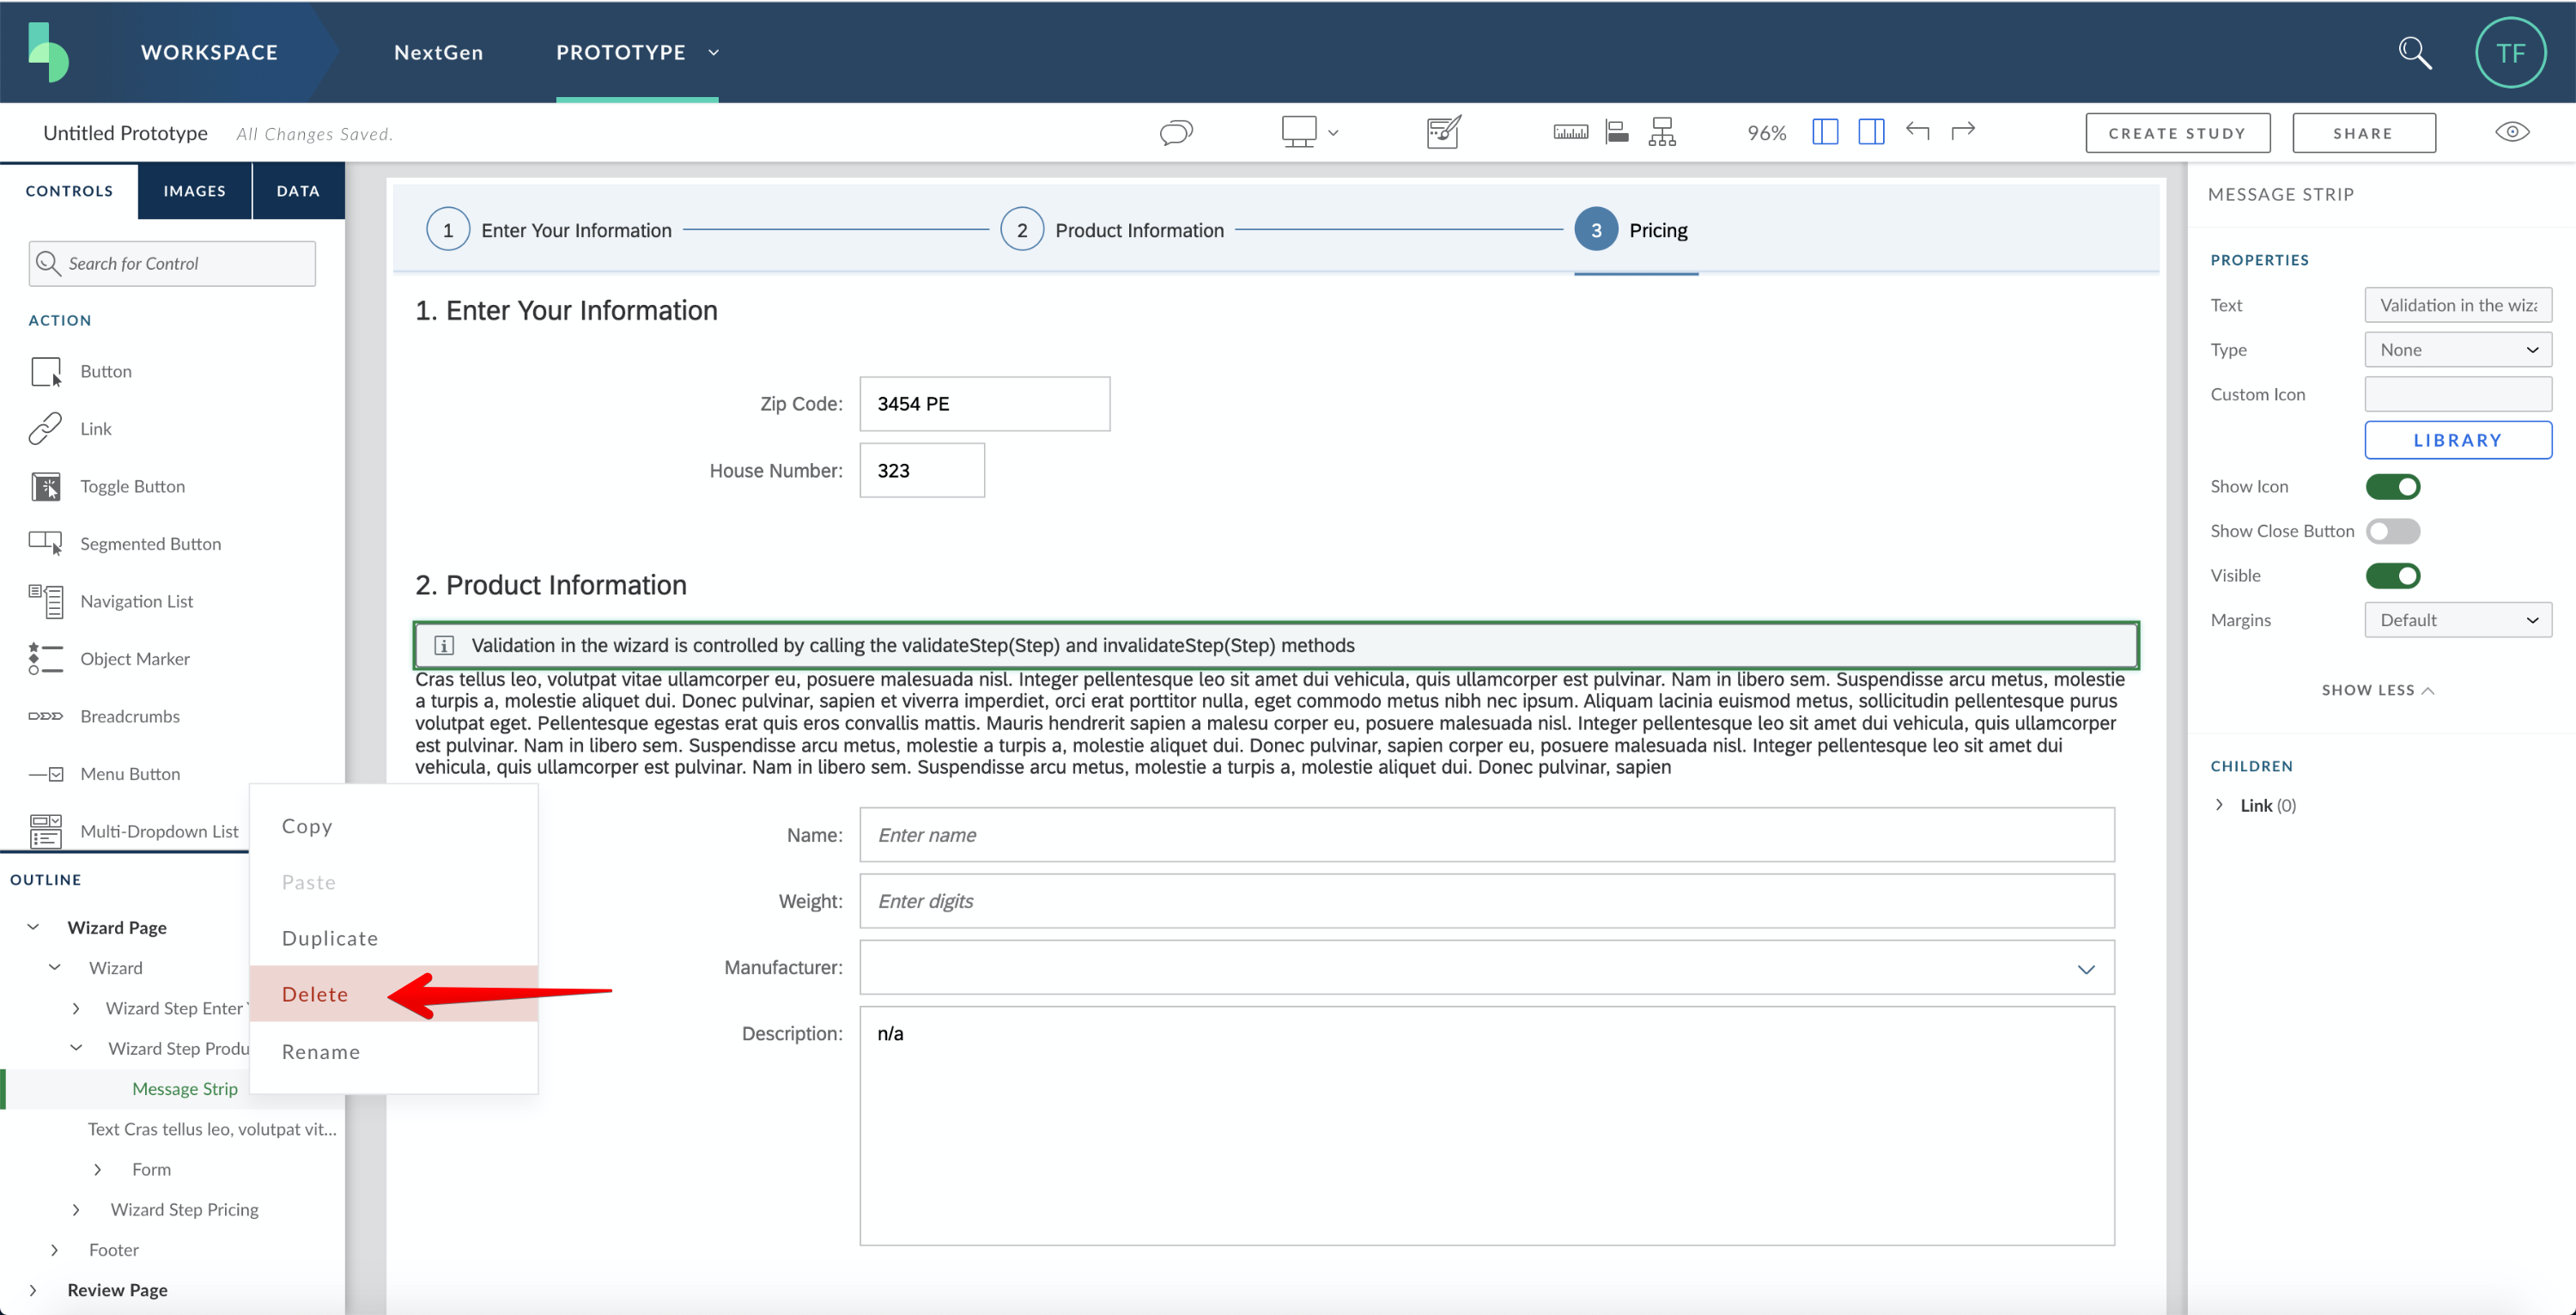 WORKSPACE
NextGen
PROTOTYPE
TF
Untitled Prototype
All Changes Saved.
96%
CREATE STUDY
SHARE
CONTROLS
IMAGES
DATA
Search for Control
ACTION
Button
Link
Toggle Button
Segmented Button
Navigation List
Object Marker
Breadcrumbs
Menu Button
Multi-Dropdown List
OUTLINE
Wizard Page
Wizard
Wizard Step Enter
Wizard Step Produ
Message Strip
Text Cras tellus leo, volutpat vit...
Form
Wizard Step Pricing
Footer
Review Page
Copy
Paste
Duplicate
Delete
Rename
1 Enter Your Information
2 Product Information
3 Pricing
1. Enter Your Information
Zip Code: 3454 PE
House Number: 323
2. Product Information
Validation in the wizard is controlled by calling the validateStep(Step) and invalidateStep(Step) methods
Cras tellus leo, volutpat vitae ullamcorper eu, posuere malesuada nisl. Integer pellentesque leo sit amet dui vehicula, quis ullamcorper est pulvinar. Nam in libero sem. Suspendisse arcu metus, molestie
a turpis a, molestie aliquet dui. Donec pulvinar, sapien et viverra imperdiet, orci erat porttitor nulla, eget commodo metus nibh nec ipsum. Aliquam lacinia euismod metus, sollicitudin pellentesque purus
volutpat eget. Pellentesque egestas erat quis eros convallis mattis. Mauris hendrerit sapien a malesu corper eu, posuere malesuada nisl. Integer pellentesque leo sit amet dui vehicula, quis ullamcorper
est pulvinar. Nam in libero sem. Suspendisse arcu metus, molestie a turpis a, molestie aliquet dui. Donec pulvinar, sapien corper eu, posuere malesuada nisl. Integer pellentesque leo sit amet dui
vehicula, quis ullamcorper est pulvinar. Nam in libero sem. Suspendisse arcu metus, molestie a turpis a, molestie aliquet dui. Donec pulvinar, sapien
Name: Enter name
Weight: Enter digits
Manufacturer:
Description: n/a
MESSAGE STRIP
PROPERTIES
Text Validation in the wiza
Type None
Custom Icon
LIBRARY
Show Icon
Show Close Button
Visible
Margins Default
SHOW LESS
CHILDREN
Link (0)